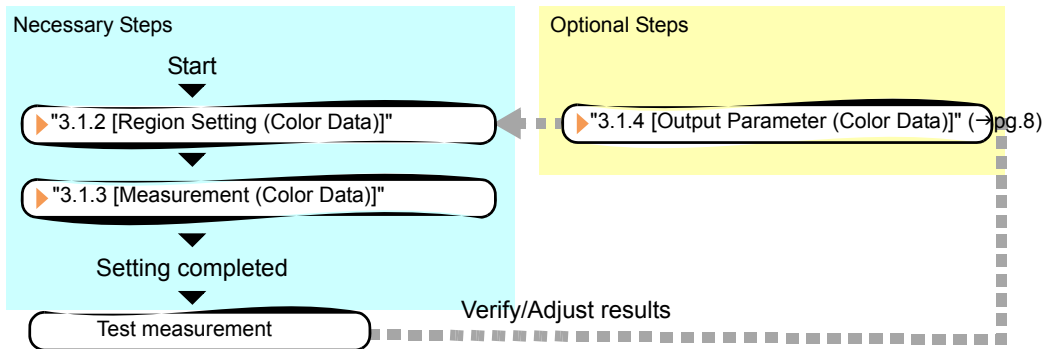 Necessary Steps
Optional Steps
Start
"3.1.2 [Region Setting (Color Data)]"
"3.1.4 [Output Parameter (Color Data)]" (→pg.8)
"3.1.3 [Measurement (Color Data)]"
Setting completed
Verify/Adjust results
Test measurement